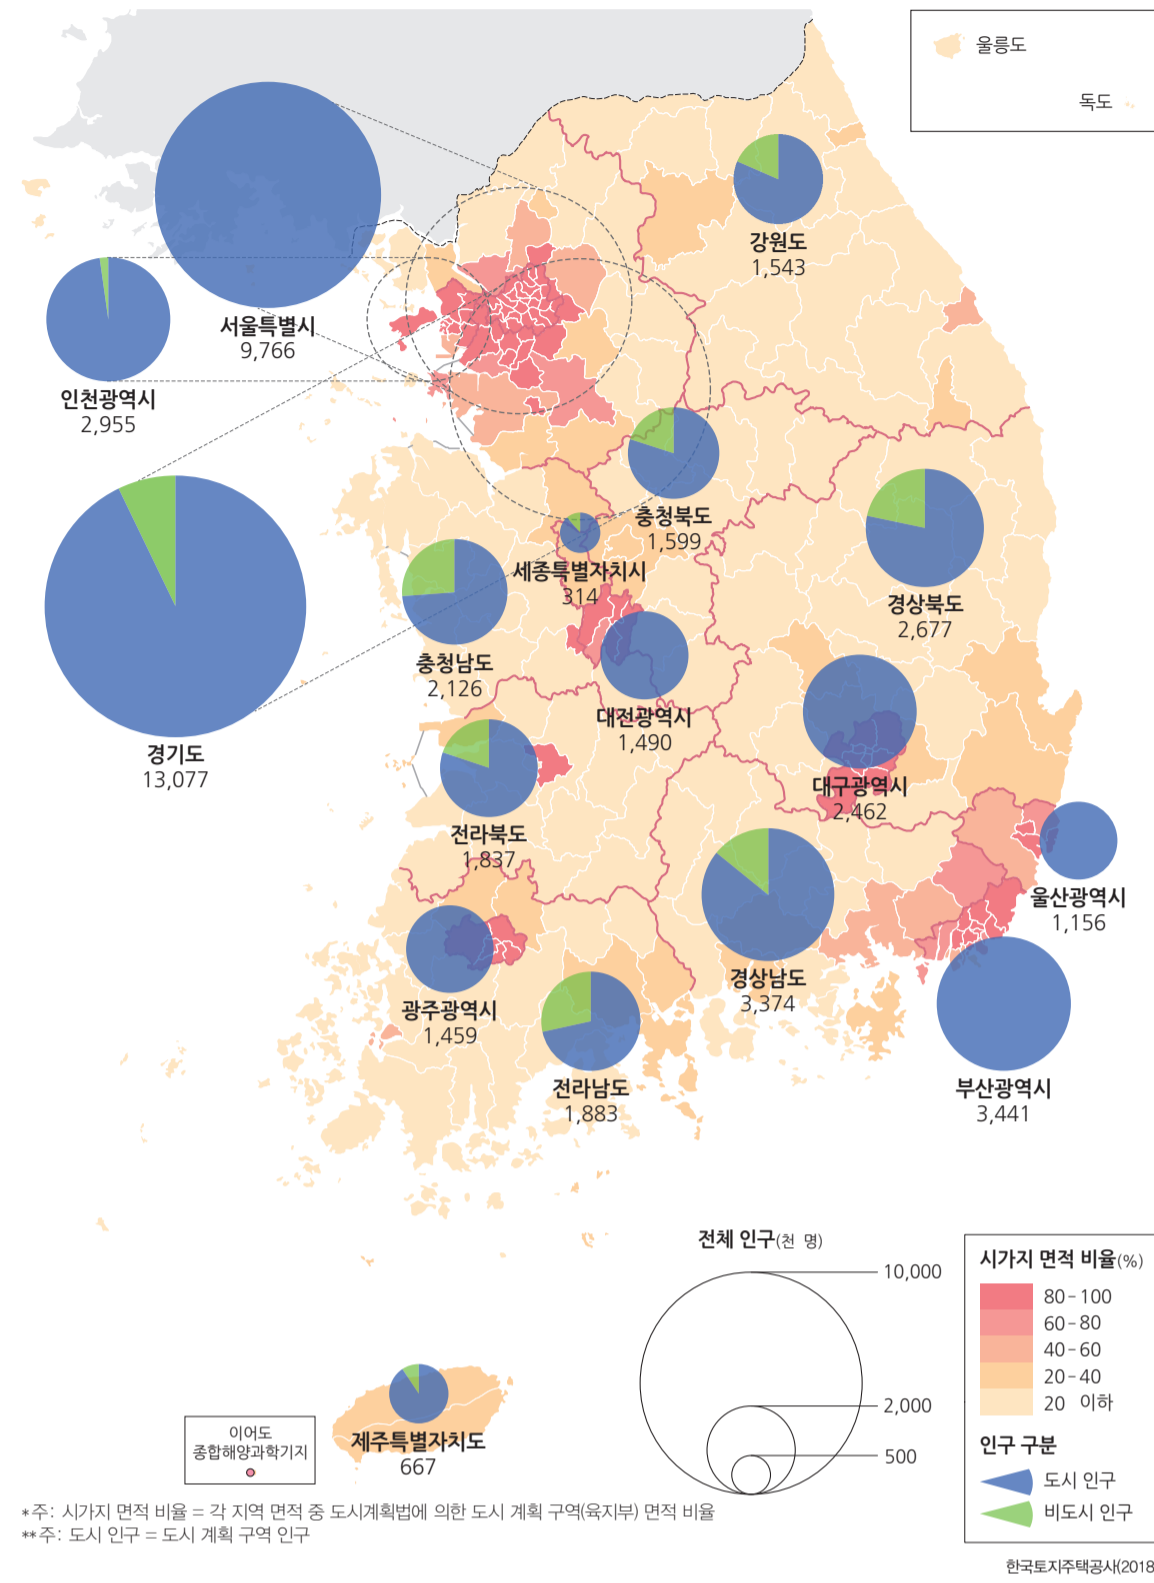 울릉도
독도
강원도
1,543
서울특별시
9,766
인천광역시
2,955
충청북도
1,599
세종특별자치시
314
경상북도
2,677
충청남도
2,126
대전광역시
1,490
경기도
13,077
대구광역시
2,462
전라북도
1,837
울산광역시
1,156
경상남도
3,374
광주광역시
1,459
전라남도
1,883
부산광역시
3,441
제주특별자치도
667
이어도
종합해양과학기지
전체 인구(천 명)
10,000
2,000
500
시가지 면적 비율(%)
80-100
60-80
40-60
20-40
20 이하
인구 구분
도시 인구
비도시 인구
*주: 시가지 면적 비율 = 각 지역 면적 중 도시계획법에 의한 도시 계획 구역(육지부) 면적 비율
**주: 도시 인구 = 도시 계획 구역 인구
한국토지주택공사(2018